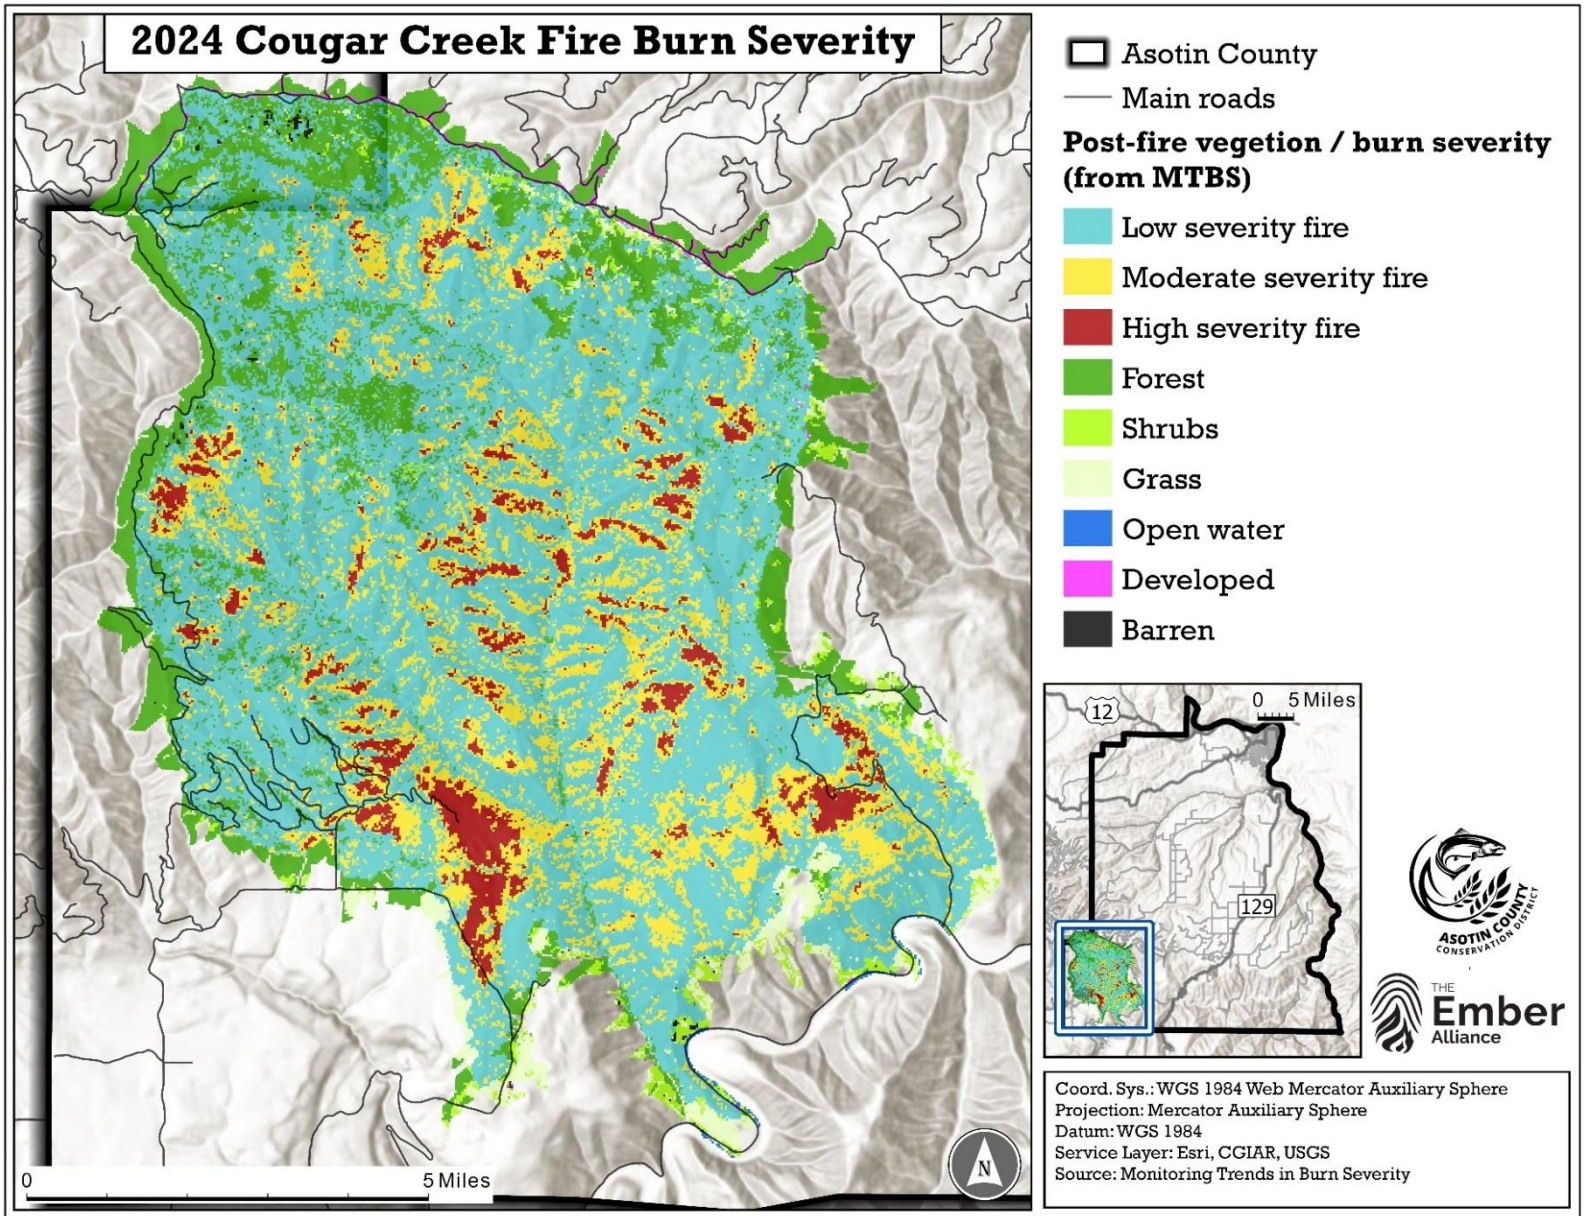 2024 Cougar Creek Fire Burn Severity
Asotin County
Main roads
Post-fire vegetion / burn severity
(from MTBS)
Low severity fire
Moderate severity fire
High severity fire
Forest
Shrubs
Grass
Open water
Developed
Barren
0 5 Miles
12
129
ASOTIN COUNTY
CONSERVATION DISTRICT
THE
Ember
Alliance
Coord. Sys.: WGS 1984 Web Mercator Auxiliary Sphere
Projection: Mercator Auxiliary Sphere
Datum: WGS 1984
Service Layer: Esri, CGIAR, USGS
Source: Monitoring Trends in Burn Severity
N
0 5 Miles